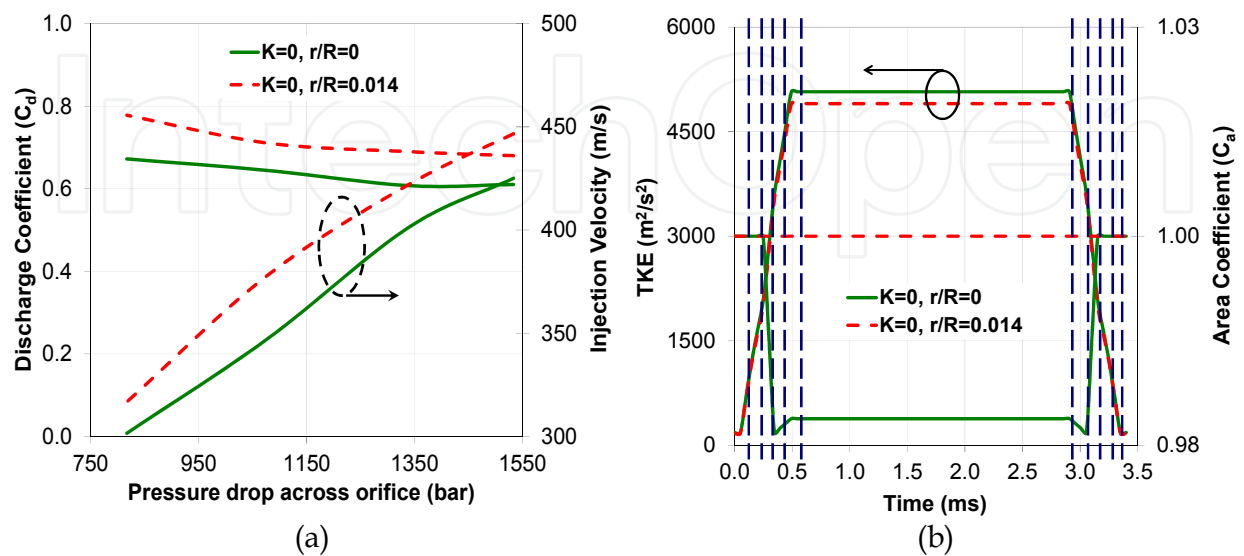 InTechOpen
1.0
0.8
0.6
0.4
0.2
0.0
Discharge Coefficient (Cd)
K=0, r/R=0
K=0, r/R=0.014
500
450
400
350
300
Injection Velocity (m/s)
750 950 1150 1350 1550
Pressure drop across orifice (bar)
(a)
6000
4500
3000
1500
0
TKE (m²/s²)
K=0, r/R=0
K=0, r/R=0.014
1.03
1.00
0.98
Area Coefficient (Ca)
0.0 0.5 1.0 1.5 2.0 2.5 3.0 3.5
Time (ms)
(b)